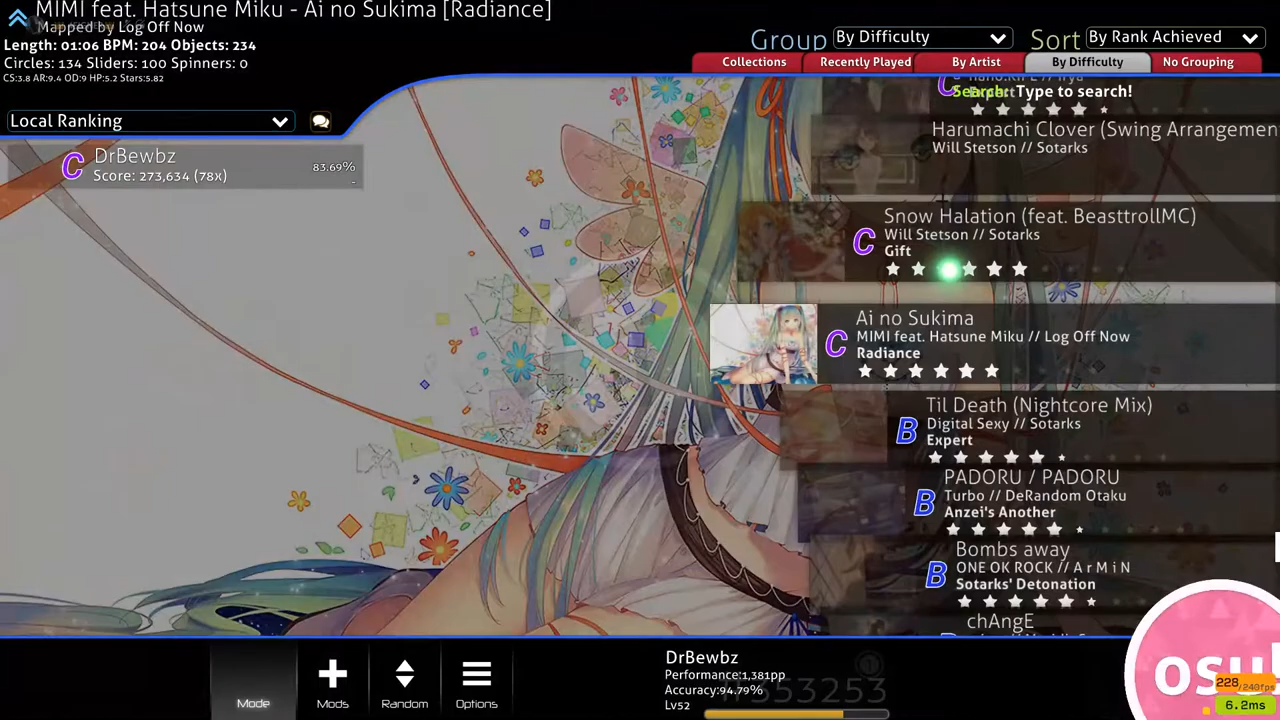 MIMI feat. Hatsune Miku - Ai no Sukima [Radiance]
Mapped by Log Off Now
Length: 01:06 BPM: 204 Objects: 234
Circles: 134 Sliders: 100 Spinners: 0
CS:3.8 AR:9.4 OD:9 HP:5.2 Stars:5.82
Group By Difficulty
Sort By Rank Achieved
Collections
Recently Played
By Artist
By Difficulty
No Grouping
Search: Type to search!
Local Ranking
C DrBewbz
Score: 273,634 (78x)
83.69%
-
Harumachi Clover (Swing Arrangemen
Will Stetson // Sotarks
Snow Halation (feat. BeasttrollMC)
C Will Stetson // Sotarks
Gift
Ai no Sukima
C MIMI feat. Hatsune Miku // Log Off Now
Radiance
Til Death (Nightcore Mix)
B Digital Sexy // Sotarks
Expert
PADORU / PADORU
B Turbo // DeRandom Otaku
Anzei's Another
Bombs away
B ONE OK ROCK // A r M i N
Sotarks' Detonation
chAngE
Mode
Mods
Random
Options
DrBewbz
Performance:1,381pp
Accuracy:94.79%
Lv52
#353253
osu!
228/240fps
6.2ms